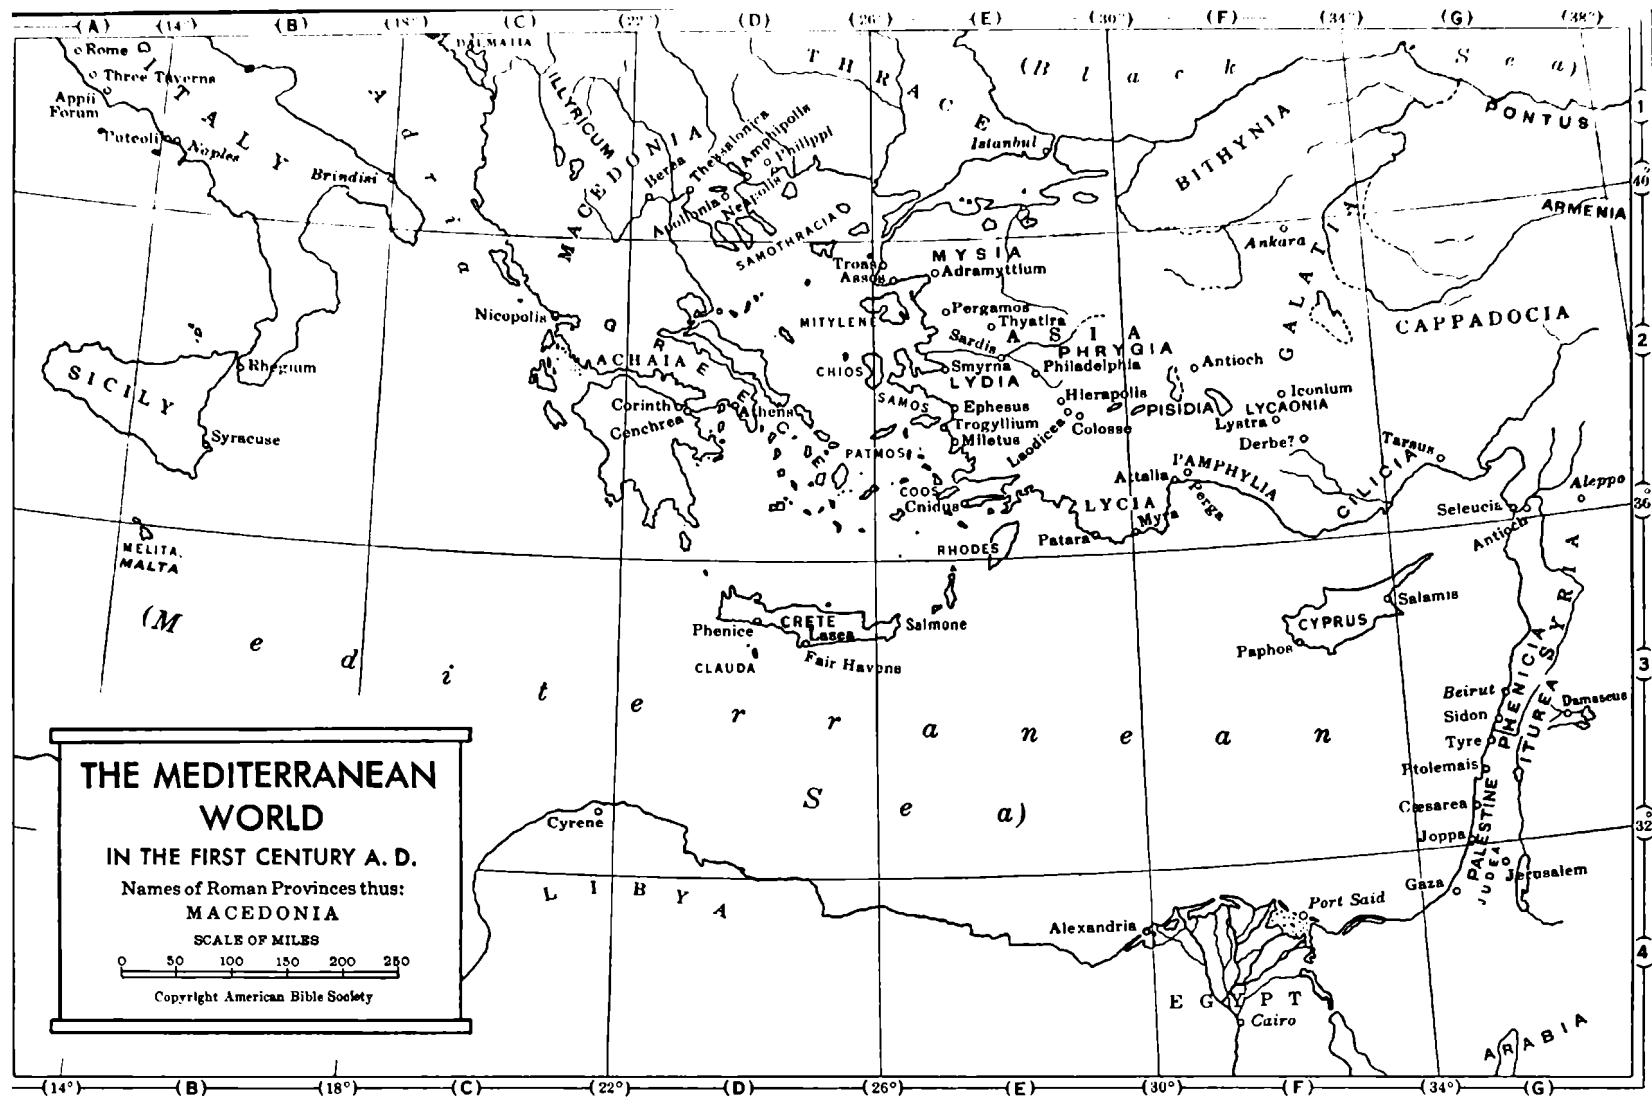 (A) (14°) (B) (18°) (C) (22°) (D) (26°) (E) (30°) (F) (34°) (G) (38°)
DALMATIA
Rome
Three Taverns
Appii
Forum
Puteoli
Naples
ITALY
Brindisi
Adria
ILLYRICUM
MACEDONIA
Berea
Thessalonica
Amphipolis
Philippi
Apollonia
Neapolis
SAMOTHRACIA
THRACE
(Black Sea)
Istanbul
BITHYNIA
PONTUS
1
40°
ARMENIA
Ankara
GALATIA
MYSIA
Troas
Assos
Adramyttium
Nicopolis
GREECE
ACHAIA
MITYLENE
Pergamos
Thyatira
ASIA
Sardis
PHRYGIA
Philadelphia
CAPPADOCIA
2
SICILY
Rhegium
Syracuse
CHIOS
Smyrna
LYDIA
Antioch
SAMOS
Hierapolis
Iconium
Corinth
Cenchrea
Athens
Ephesus
Trogyllium
Miletus
Laodicea
Colosse
PISIDIA
LYCAONIA
Lystra
Derbe?
Tarsus
PATMOS
Attalia
PAMPHYLIA
Perga
CILICIA
COOS
Cnidus
LYCIA
Myra
Patara
RHODES
Aleppo
36°
Seleucia
Antioch
SYRIA
MELITA,
MALTA
(Mediterranean
Sea)
CRETE
Phenice
Lasea
Salmone
Fair Havens
CLAUDA
Salamis
CYPRUS
Paphos
3
Beirut
Sidon
Tyre
PHENICIA
ITUREA
Damascus
Ptolemais
Cæsarea
Joppa
PALESTINE
JUDEA
32°
Jerusalem
Gaza
THE MEDITERRANEAN
WORLD
IN THE FIRST CENTURY A. D.
Names of Roman Provinces thus:
MACEDONIA
SCALE OF MILES
0 50 100 150 200 250
Copyright American Bible Society
Cyrene
LIBYA
Alexandria
Port Said
4
EGYPT
Cairo
ARABIA
(14°) (B) (18°) (C) (22°) (D) (26°) (E) (30°) (F) (34°) (G)